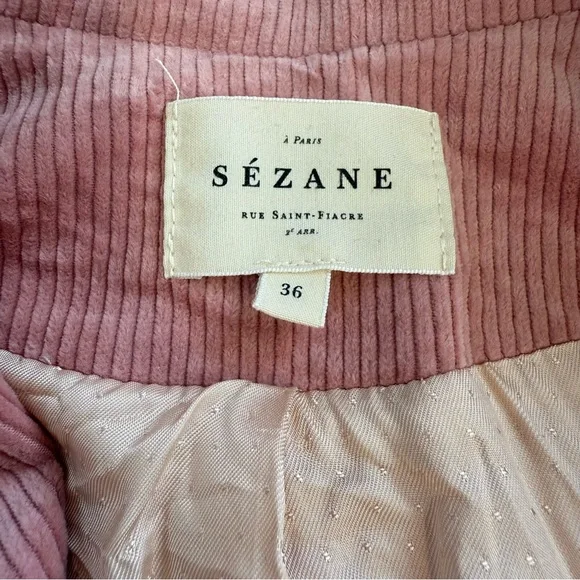 À PARIS
SÉZANE
RUE SAINT-FIACRE
2ᵉ ARR.
36